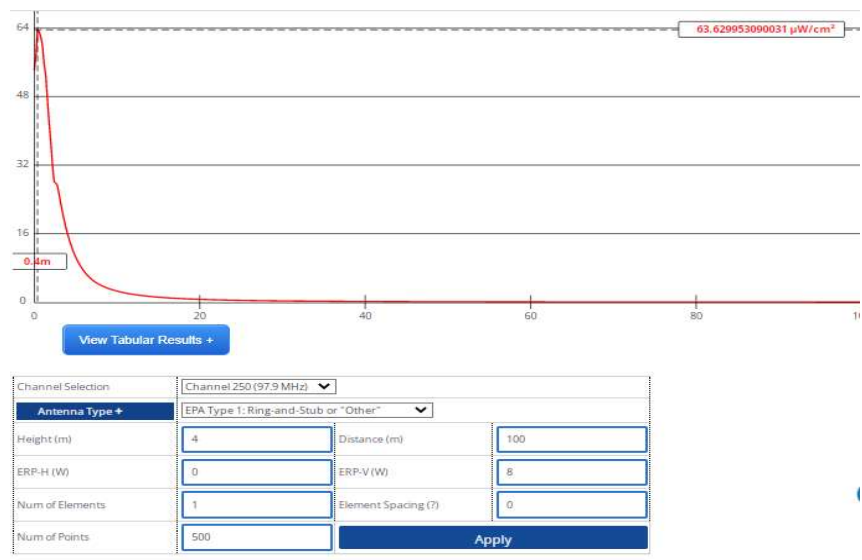 64
63.629953090031 μW/cm²
48
32
16
0.4m
0
0 20 40 60 80
View Tabular Results +
Channel Selection Channel 250 (97.9 MHz)
Antenna Type + EPA Type 1: Ring-and-Stub or "Other"
Height (m) 4 Distance (m) 100
ERP-H (W) 0 ERP-V (W) 8
Num of Elements 1 Element Spacing (?) 0
Num of Points 500 Apply